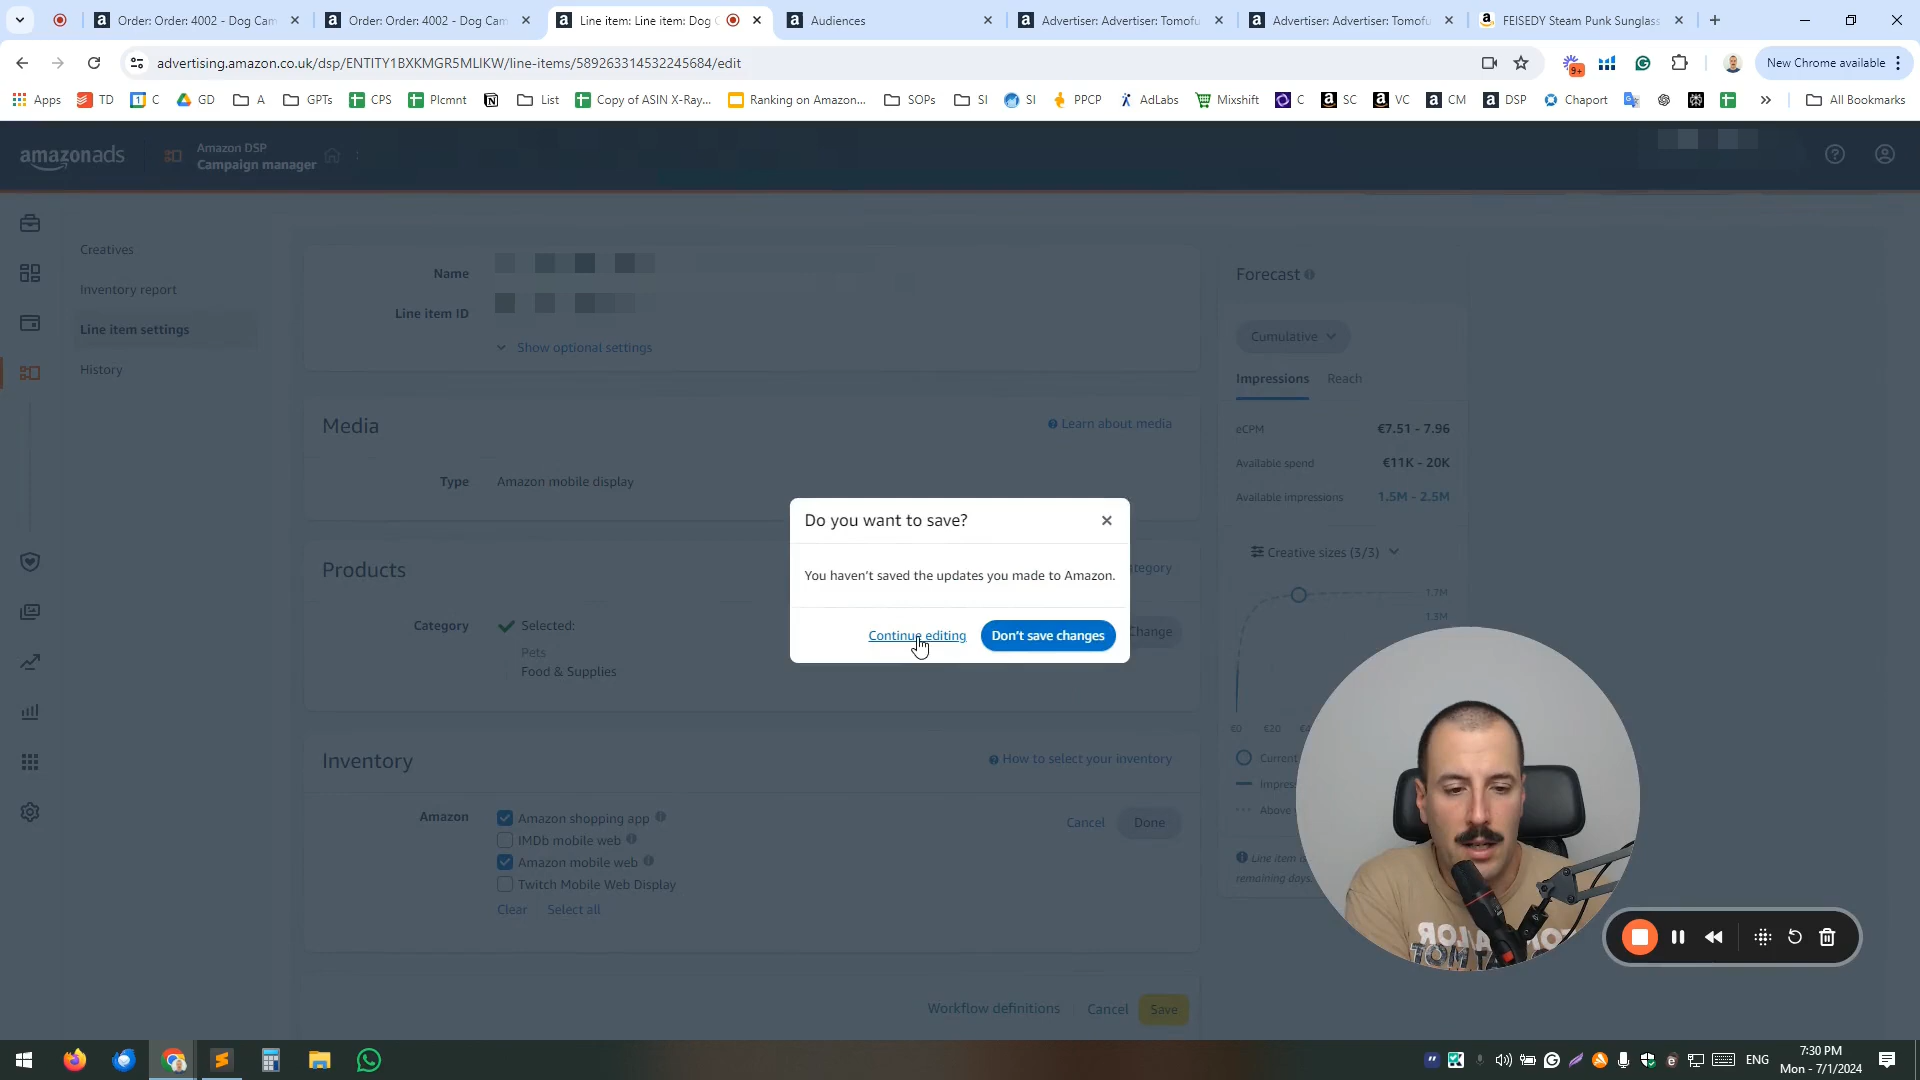 Order: Order: 4002 - Dog Cam
Order: Order: 4002 - Dog Cam
Line item: Line item: Dog C
Audiences
Advertiser: Advertiser: Tomofu
Advertiser: Advertiser: Tomofu
FEISEDY Steam Punk Sunglass
advertising.amazon.co.uk/dsp/ENTITY1BXKMGR5MLIKW/line-items/589263314532245684/edit
9+
New Chrome available
Apps
TD
C
GD
A
GPTs
CPS
Plcmnt
List
Copy of ASIN X-Ray...
Ranking on Amazon...
SOPs
SI
SI
PPCP
AdLabs
Mixshift
C
SC
VC
CM
DSP
Chaport
All Bookmarks
amazonads
Amazon DSP
Campaign manager
Creatives
Inventory report
Line item settings
History
Name
Line item ID
Show optional settings
Media
Learn about media
Type
Amazon mobile display
Products
Category
Selected:
Pets
Food & Supplies
ategory
hange
Do you want to save?
You haven't saved the updates you made to Amazon.
Continue editing
Don't save changes
Inventory
How to select your inventory
Amazon
Amazon shopping app
IMDb mobile web
Amazon mobile web
Twitch Mobile Web Display
Clear
Select all
Cancel
Done
Workflow definitions
Cancel
Save
Forecast
Cumulative
Impressions
Reach
eCPM
€7.51 - 7.96
Available spend
€11K - 20K
Available impressions
1.5M - 2.5M
Creative sizes (3/3)
1.7M
1.3M
€0
€20
Current
Impress
Above
Line item
remaining days.
ENG
7:30 PM
Mon - 7/1/2024